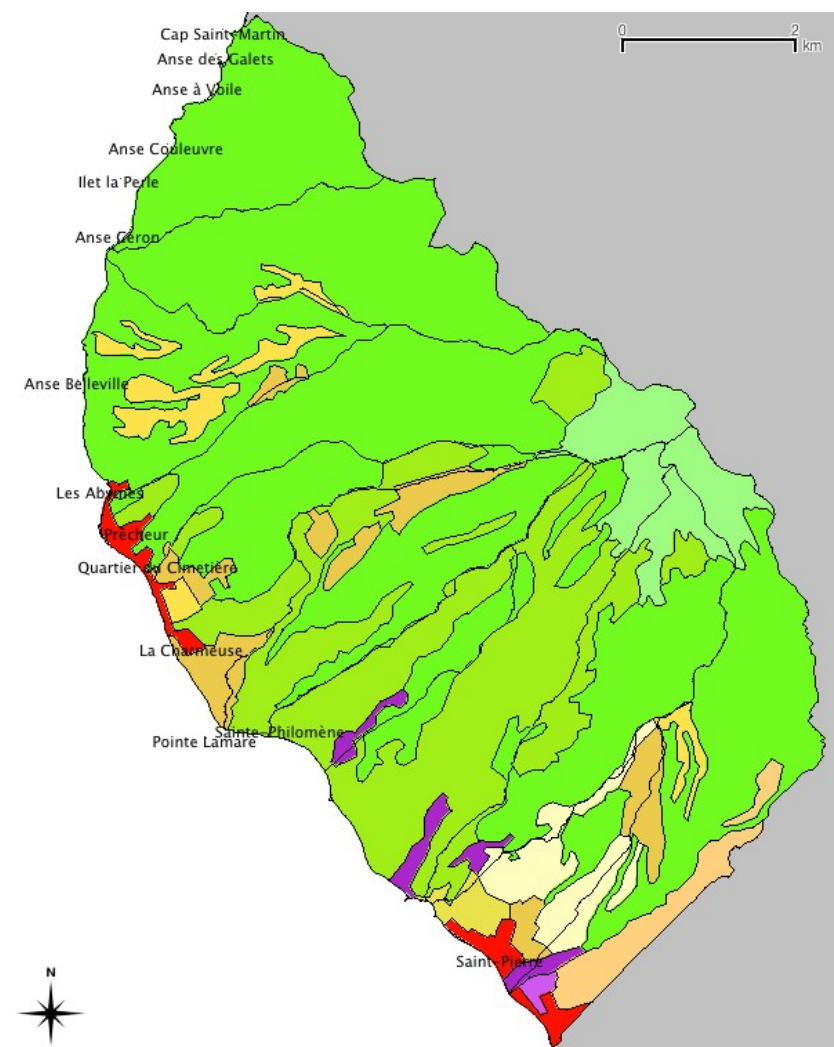 Cap Saint-Martin
0 2
km
Anse des Galets
Anse à Voile
Anse Couleuvre
Ilet la Perle
Anse Céron
Anse Belleville
Les Abymes
Prêcheur
Quartier du Cimetière
La Charmeuse
Sainte-Philomène
Pointe Lamare
Saint-Pierre
N